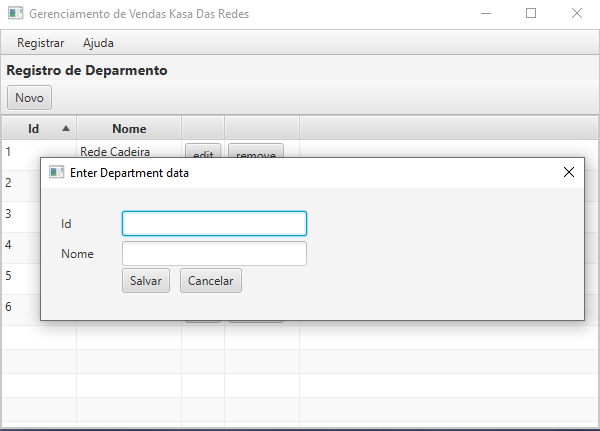 Gerenciamento de Vendas Kasa Das Redes
Registrar Ajuda
Registro de Deparmento
Novo
Id Nome
1 Rede Cadeira edit remove
2
Enter Department data
3
Id
4
Nome
5
Salvar Cancelar
6